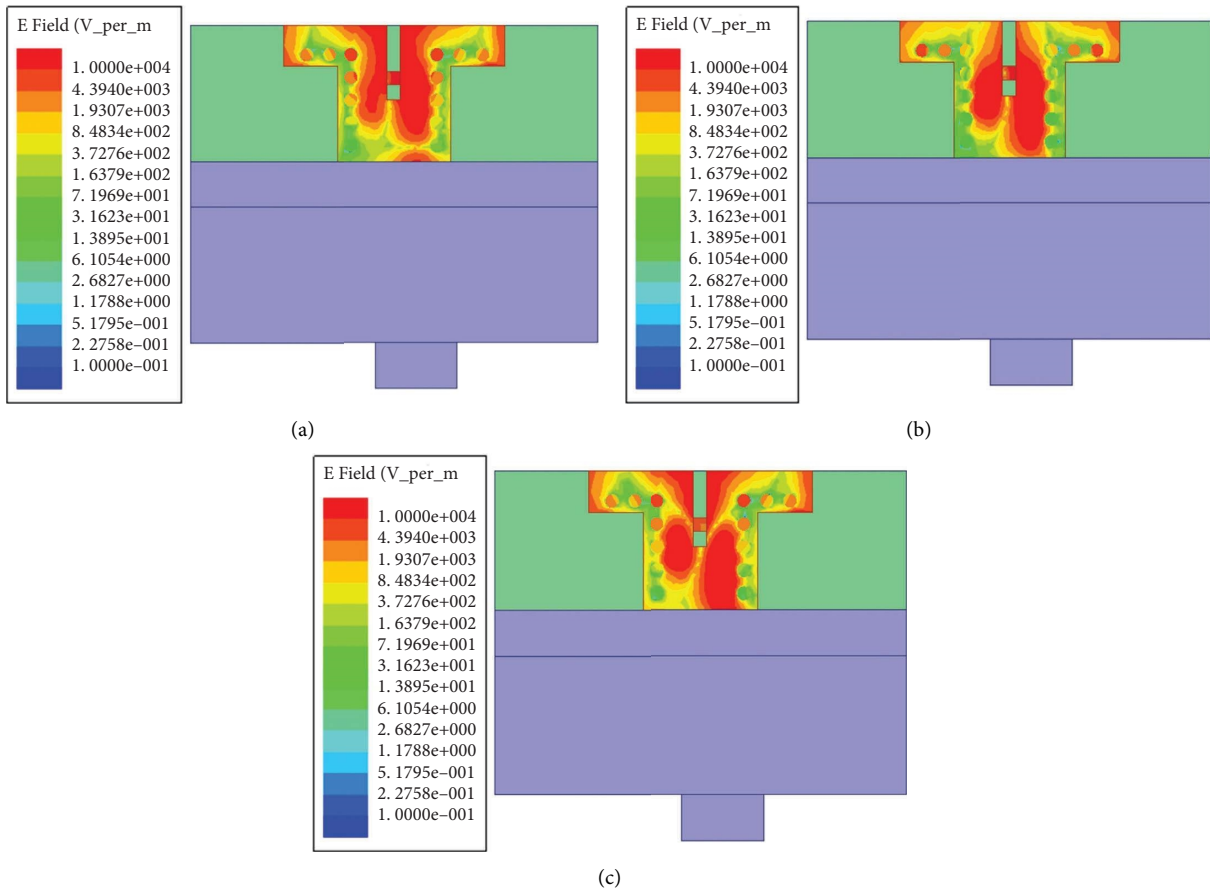 E Field (V_per_m
1. 0000e+004
4. 3940e+003
1. 9307e+003
8. 4834e+002
3. 7276e+002
1. 6379e+002
7. 1969e+001
3. 1623e+001
1. 3895e+001
6. 1054e+000
2. 6827e+000
1. 1788e+000
5. 1795e−001
2. 2758e−001
1. 0000e−001
(a)
E Field (V_per_m
1. 0000e+004
4. 3940e+003
1. 9307e+003
8. 4834e+002
3. 7276e+002
1. 6379e+002
7. 1969e+001
3. 1623e+001
1. 3895e+001
6. 1054e+000
2. 6827e+000
1. 1788e+000
5. 1795e−001
2. 2758e−001
1. 0000e−001
(b)
E Field (V_per_m
1. 0000e+004
4. 3940e+003
1. 9307e+003
8. 4834e+002
3. 7276e+002
1. 6379e+002
7. 1969e+001
3. 1623e+001
1. 3895e+001
6. 1054e+000
2. 6827e+000
1. 1788e+000
5. 1795e−001
2. 2758e−001
1. 0000e−001
(c)